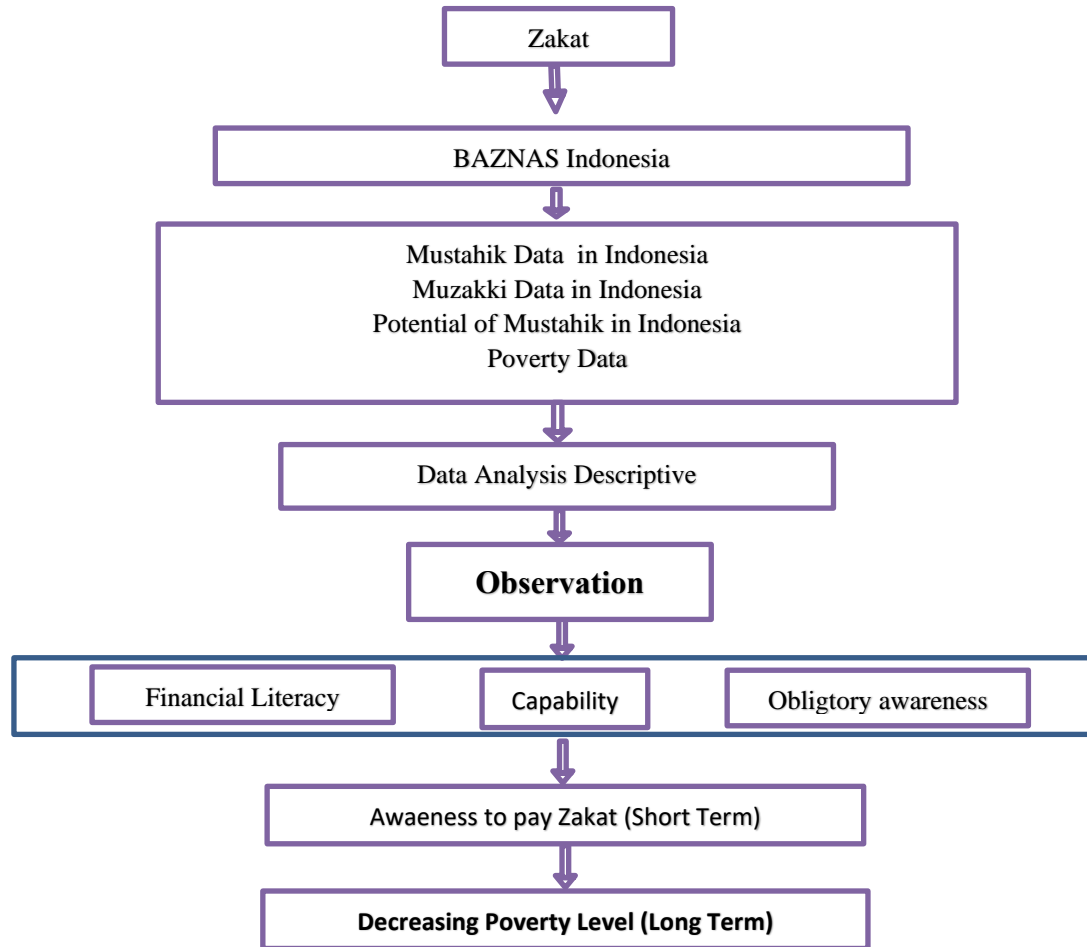 Zakat
BAZNAS Indonesia
Mustahik Data in Indonesia
Muzakki Data in Indonesia
Potential of Mustahik in Indonesia
Poverty Data
Data Analysis Descriptive
Observation
Financial Literacy
Capability
Obligtory awareness
Awaeness to pay Zakat (Short Term)
Decreasing Poverty Level (Long Term)